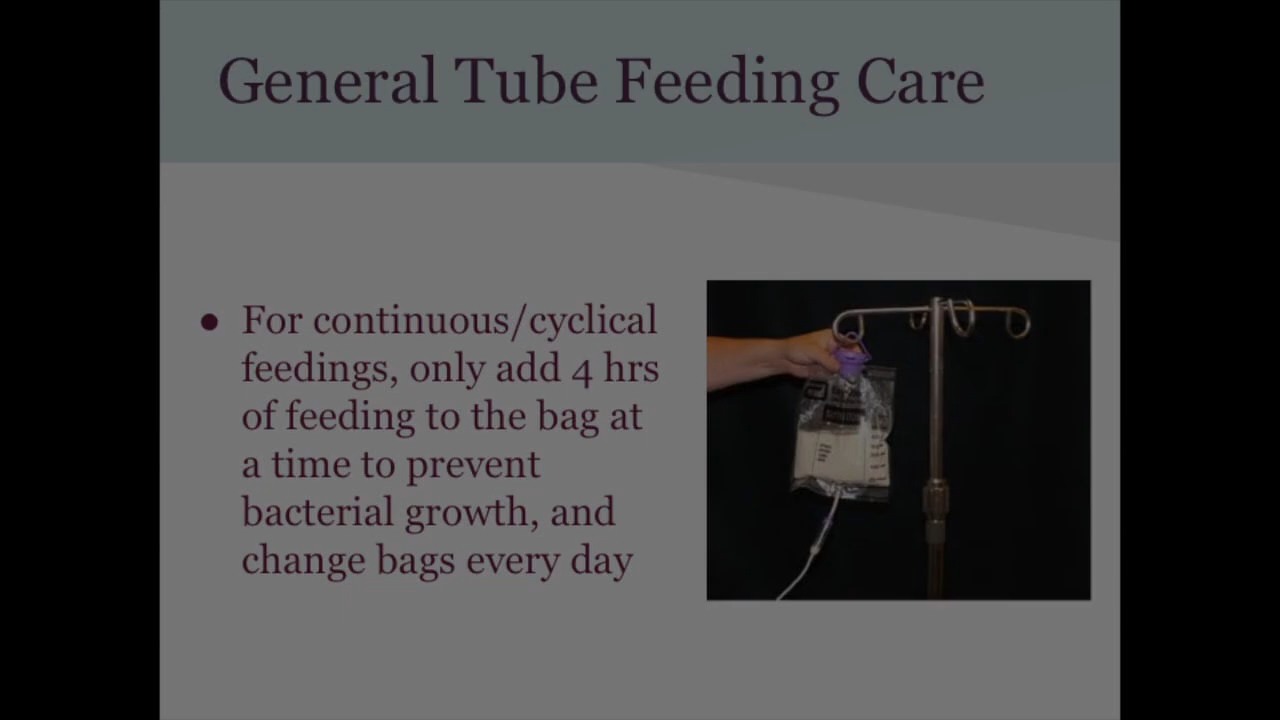 General Tube Feeding Care
● For continuous/cyclical
feedings, only add 4 hrs
of feeding to the bag at
a time to prevent
bacterial growth, and
change bags every day